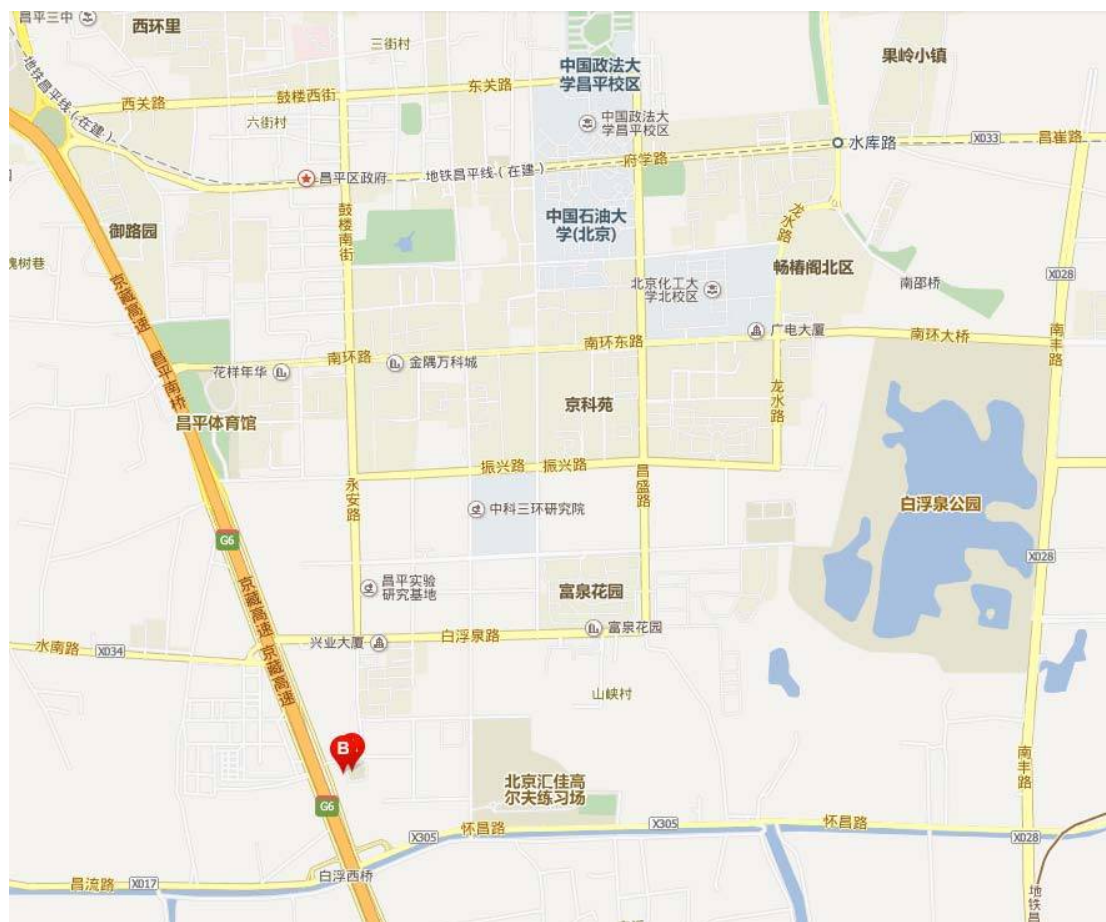 昌平三中
西环里
三街村
果岭小镇
中国政法大
学昌平校区
地铁昌平线(在建)
西关路
鼓楼西街
东关路
六街村
中国政法大
学昌平校区
水库路
X033
昌崔路
府学路
昌平区政府
地铁昌平线(在建)
御路园
鼓楼南街
中国石油大
学(北京)
龙水路
畅椿阁北区
槐树巷
北京化工大
学北校区
南邵桥
X028
京藏高速
广电大厦
南环大桥
南丰路
南环路
金隅万科城
南环东路
花样年华
昌平南桥
昌平体育馆
京科苑
龙水路
振兴路
振兴路
昌盛路
永安路
中科三环研究院
白浮泉公园
G6
X028
京藏高速
昌平实验
研究基地
富泉花园
水南路
X034
兴业大厦
白浮泉路
富泉花园
京藏高速
山峡村
B
南丰路
北京汇佳高
尔夫练习场
G6
X305
怀昌路
X305
怀昌路
X028
昌流路
X017
白浮西桥
地铁昌